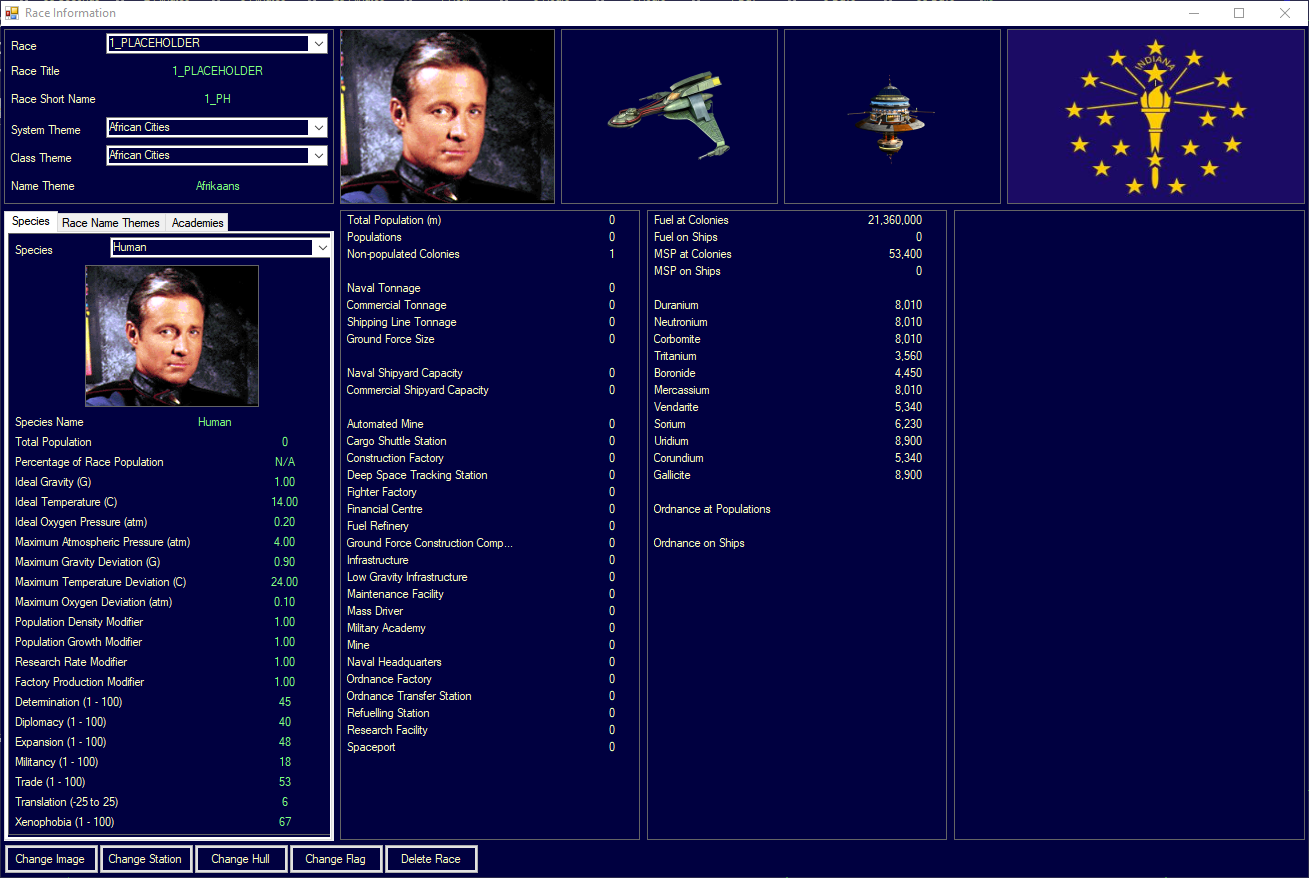 Race Information
Race 1_PLACEHOLDER
Race Title 1_PLACEHOLDER
Race Short Name 1_PH
System Theme African Cities
Class Theme African Cities
Name Theme Afrikaans
INDIANA
Species Race Name Themes Academies
Species Human
Species Name Human
Total Population 0
Percentage of Race Population N/A
Ideal Gravity (G) 1.00
Ideal Temperature (C) 14.00
Ideal Oxygen Pressure (atm) 0.20
Maximum Atmospheric Pressure (atm) 4.00
Maximum Gravity Deviation (G) 0.90
Maximum Temperature Deviation (C) 24.00
Maximum Oxygen Deviation (atm) 0.10
Population Density Modifier 1.00
Population Growth Modifier 1.00
Research Rate Modifier 1.00
Factory Production Modifier 1.00
Determination (1 - 100) 45
Diplomacy (1 - 100) 40
Expansion (1 - 100) 48
Militancy (1 - 100) 18
Trade (1 - 100) 53
Translation (-25 to 25) 6
Xenophobia (1 - 100) 67
Total Population (m) 0
Populations 0
Non-populated Colonies 1
Naval Tonnage 0
Commercial Tonnage 0
Shipping Line Tonnage 0
Ground Force Size 0
Naval Shipyard Capacity 0
Commercial Shipyard Capacity 0
Automated Mine 0
Cargo Shuttle Station 0
Construction Factory 0
Deep Space Tracking Station 0
Fighter Factory 0
Financial Centre 0
Fuel Refinery 0
Ground Force Construction Comp... 0
Infrastructure 0
Low Gravity Infrastructure 0
Maintenance Facility 0
Mass Driver 0
Military Academy 0
Mine 0
Naval Headquarters 0
Ordnance Factory 0
Ordnance Transfer Station 0
Refuelling Station 0
Research Facility 0
Spaceport 0
Fuel at Colonies 21,360,000
Fuel on Ships 0
MSP at Colonies 53,400
MSP on Ships 0
Duranium 8,010
Neutronium 8,010
Corbomite 8,010
Tritanium 3,560
Boronide 4,450
Mercassium 8,010
Vendarite 5,340
Sorium 6,230
Uridium 8,900
Corundium 5,340
Gallicite 8,900
Ordnance at Populations
Ordnance on Ships
Change Image Change Station Change Hull Change Flag Delete Race